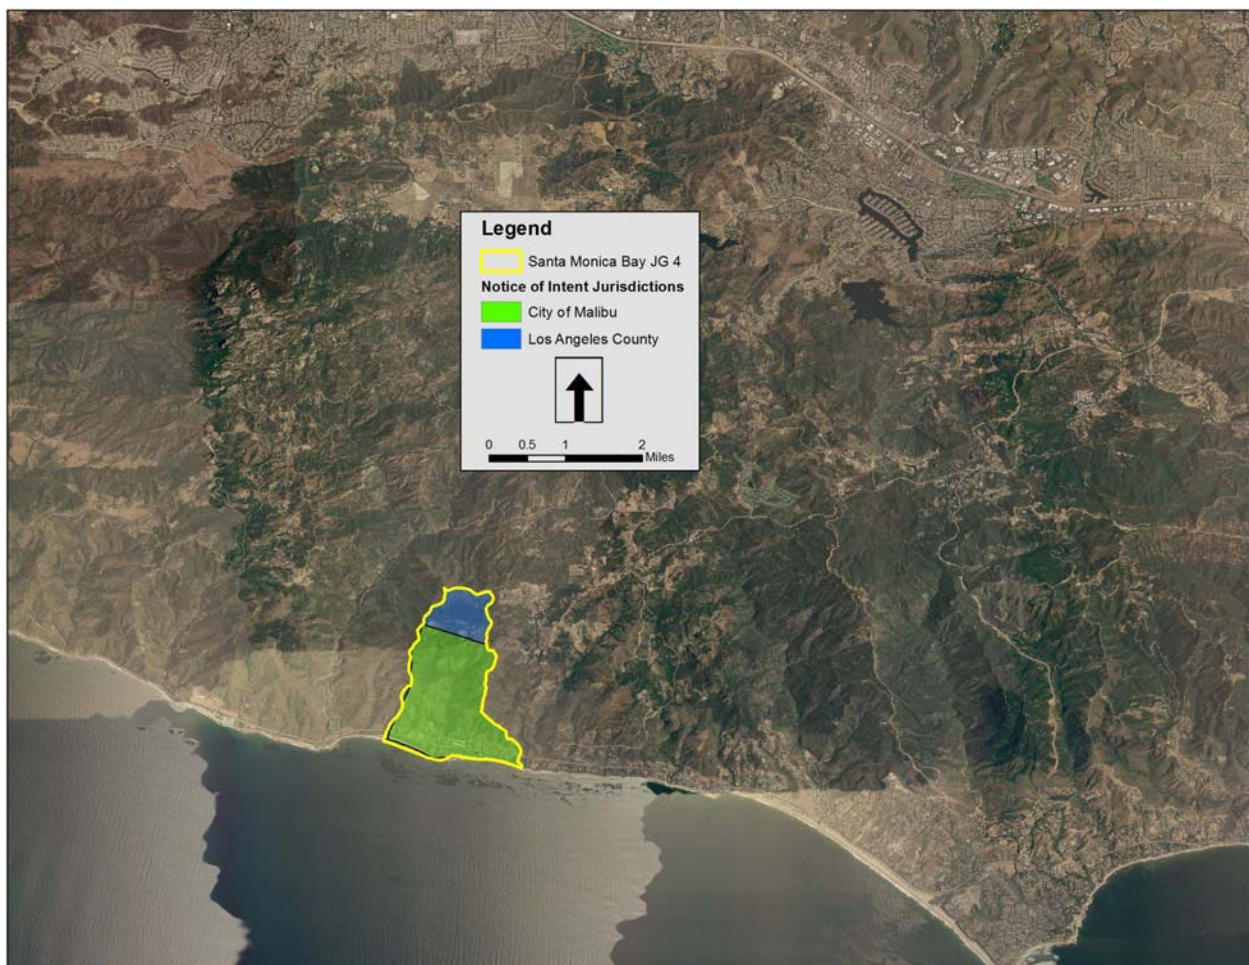 Legend
Santa Monica Bay JG 4
Notice of Intent Jurisdictions
City of Malibu
Los Angeles County
0 0.5 1 2
Miles